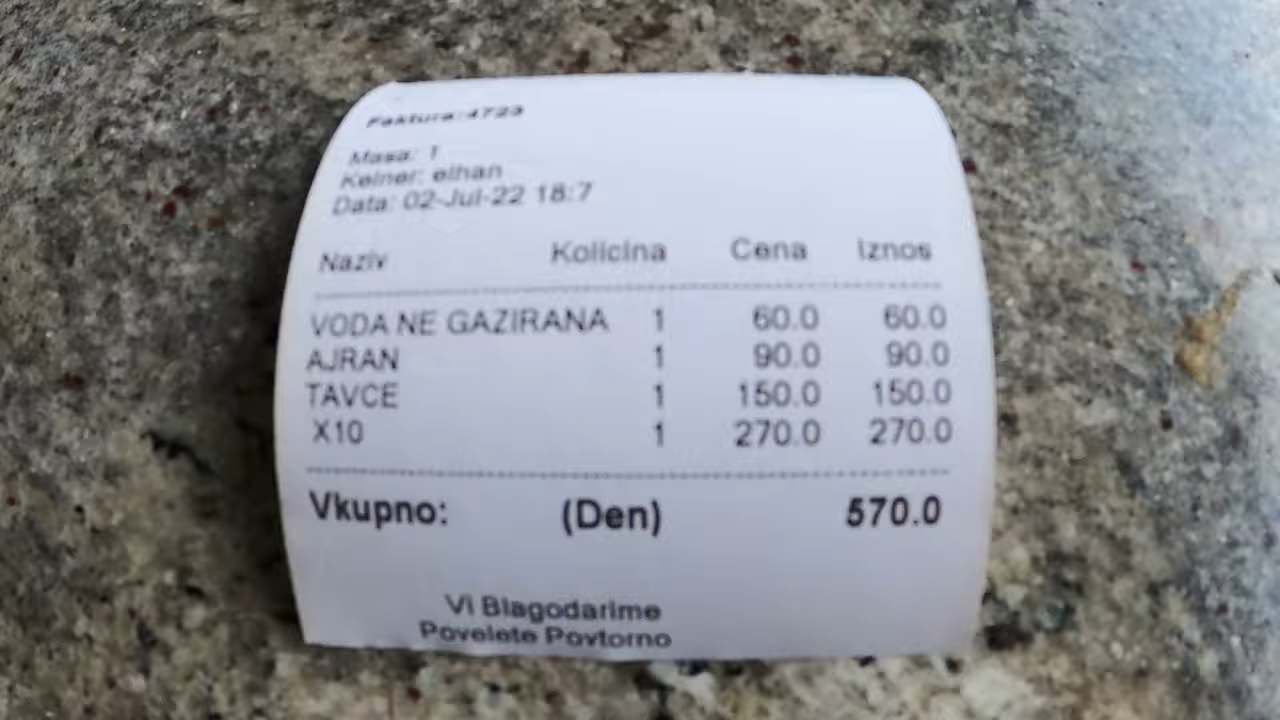 Faktura:4723
Masa: 1
Kelner: elhan
Data: 02-Jul-22 18:7
Naziv Kolicina Cena Iznos
VODA NE GAZIRANA 1 60.0 60.0
AJRAN 1 90.0 90.0
TAVCE 1 150.0 150.0
X10 1 270.0 270.0
Vkupno: (Den) 570.0
Vi Blagodarime
Povelete Povtorno